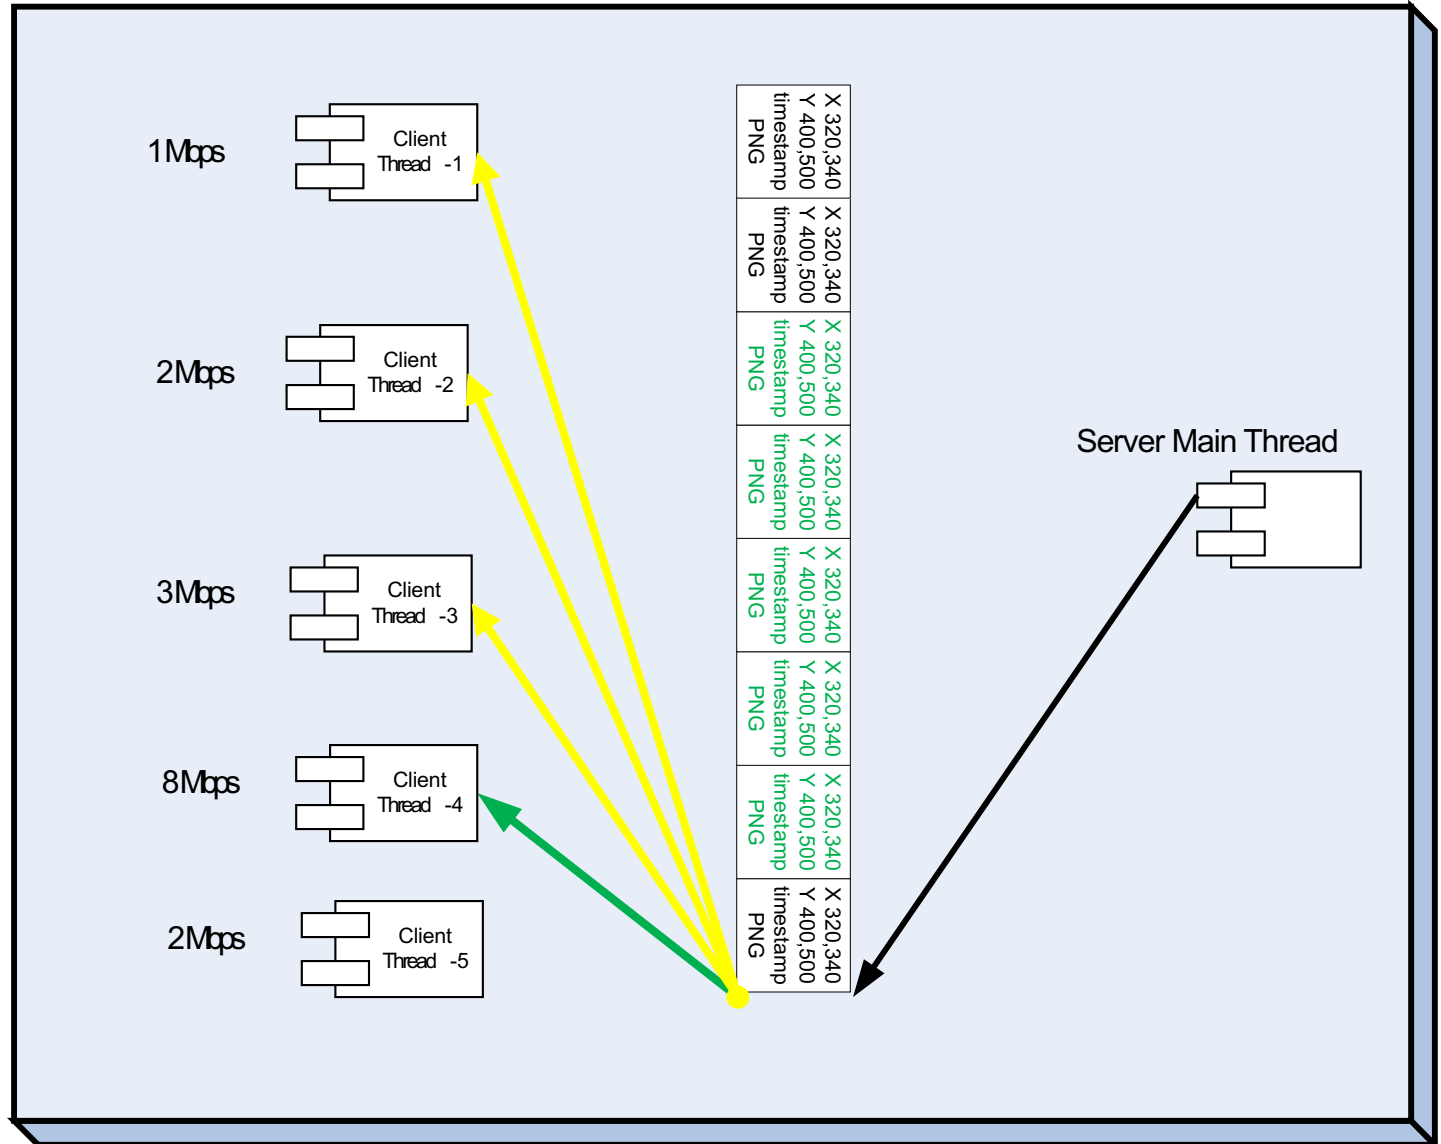 1Mbps
Client
Thread -1
2Mbps
Client
Thread -2
3Mbps
Client
Thread -3
8Mbps
Client
Thread -4
2Mbps
Client
Thread -5
X 320,340
Y 400,500
timestamp
PNG
X 320,340
Y 400,500
timestamp
PNG
X 320,340
Y 400,500
timestamp
PNG
X 320,340
Y 400,500
timestamp
PNG
X 320,340
Y 400,500
timestamp
PNG
X 320,340
Y 400,500
timestamp
PNG
X 320,340
Y 400,500
timestamp
PNG
X 320,340
Y 400,500
timestamp
PNG
Server Main Thread